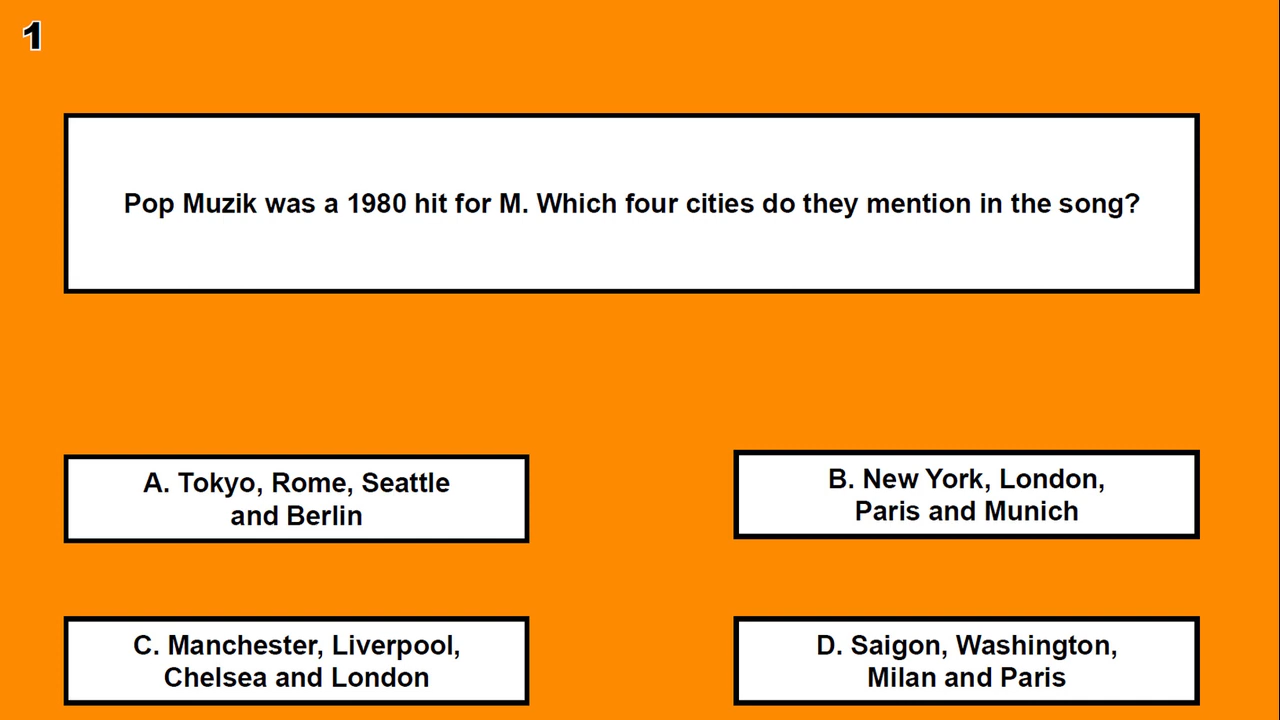 1
Pop Muzik was a 1980 hit for M. Which four cities do they mention in the song?
A. Tokyo, Rome, Seattle
and Berlin
B. New York, London,
Paris and Munich
C. Manchester, Liverpool,
Chelsea and London
D. Saigon, Washington,
Milan and Paris